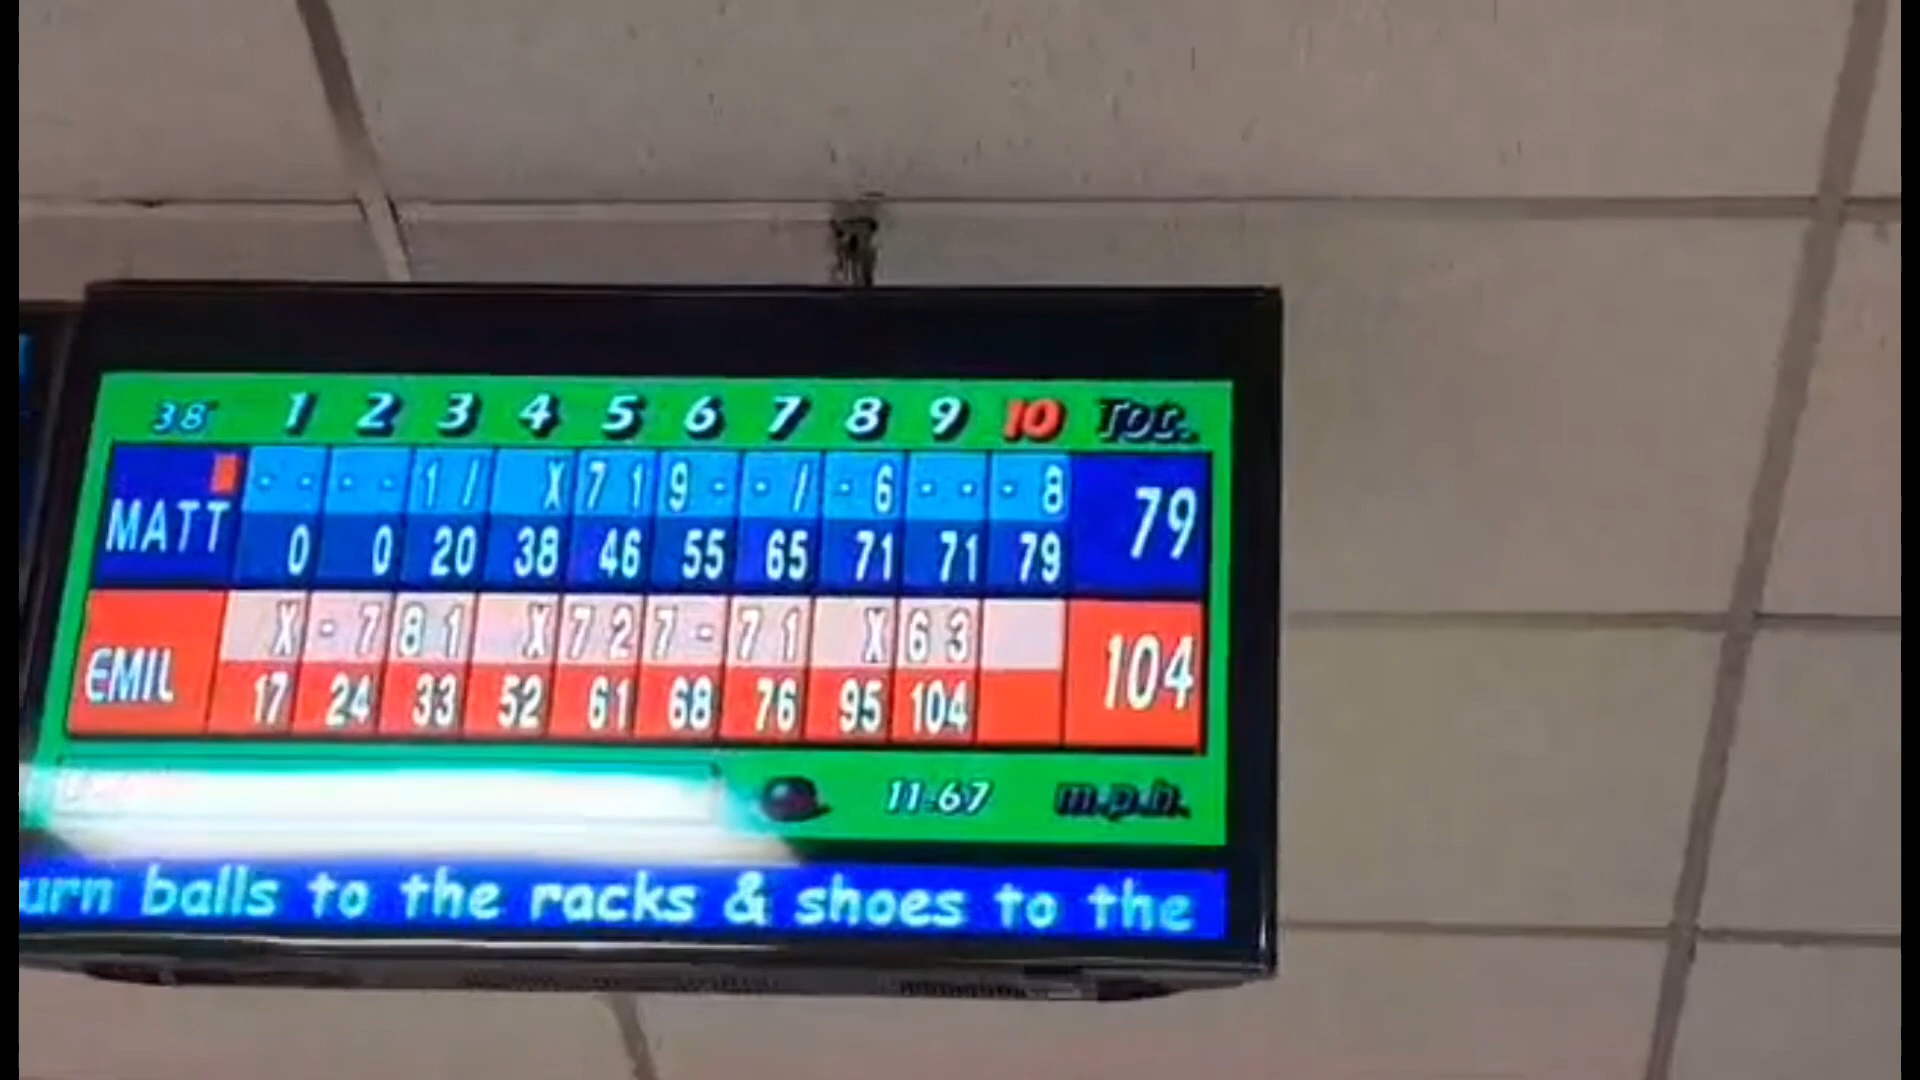 38 1 2 3 4 5 6 7 8 9 10 Tot.
MATT - - - - 1 / X 7 1 9 - - / - 6 - - - 8 79
0 0 20 38 46 55 65 71 71 79
EMIL X - 7 8 1 X 7 2 7 - 7 1 X 6 3 104
17 24 33 52 61 68 76 95 104
11.67 m.p.h.
urn balls to the racks & shoes to the